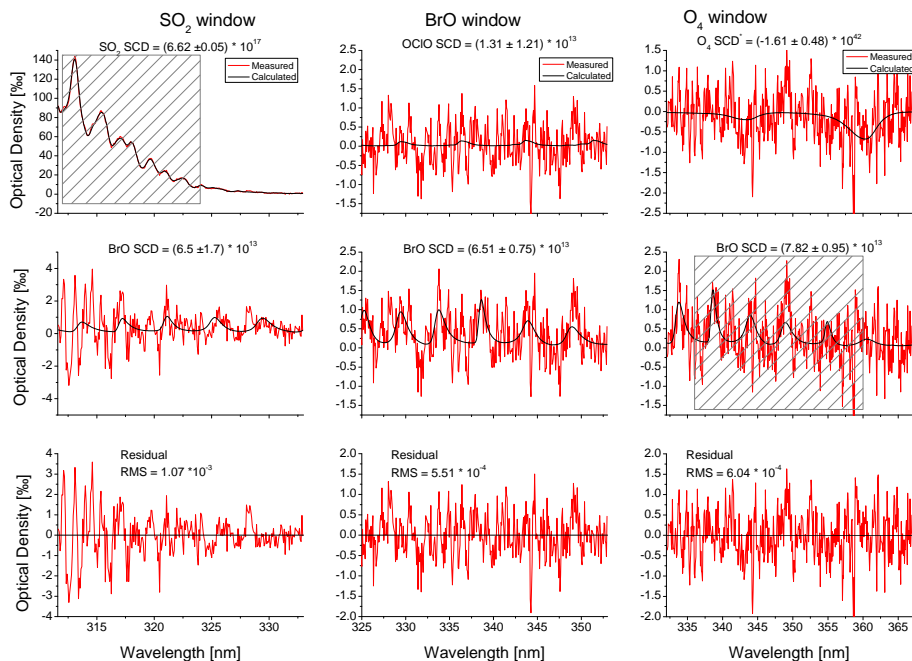 SO2 window
BrO window
O4 window
SO2 SCD = (6.62 ±0.05) * 10^17
OClO SCD = (1.31 ± 1.21) * 10^13
O4 SCD* = (-1.61 ± 0.48) * 10^42
Measured
Calculated
Measured
Calculated
Measured
Calculated
Optical Density [‰]
140
120
100
80
60
40
20
0
-20
2.5
2.0
1.5
1.0
0.5
0.0
-0.5
-1.0
-1.5
1.5
1.0
0.5
0.0
-0.5
-1.0
-1.5
-2.0
-2.5
BrO SCD = (6.5 ±1.7) * 10^13
BrO SCD = (6.51 ± 0.75) * 10^13
BrO SCD = (7.82 ± 0.95) * 10^13
Optical Density [‰]
4
2
0
-2
-4
2.5
2.0
1.5
1.0
0.5
0.0
-0.5
-1.0
-1.5
2.5
2.0
1.5
1.0
0.5
0.0
-0.5
-1.0
-1.5
Residual
RMS = 1.07 *10^-3
Residual
RMS = 5.51 * 10^-4
Residual
RMS = 6.04 * 10^-4
Optical Density [‰]
4
3
2
1
0
-1
-2
-3
-4
2.0
1.5
1.0
0.5
0.0
-0.5
-1.0
-1.5
-2.0
2.0
1.5
1.0
0.5
0.0
-0.5
-1.0
-1.5
-2.0
315 320 325 330
325 330 335 340 345 350
335 340 345 350 355 360 365
Wavelength [nm]
Wavelength [nm]
Wavelength [nm]